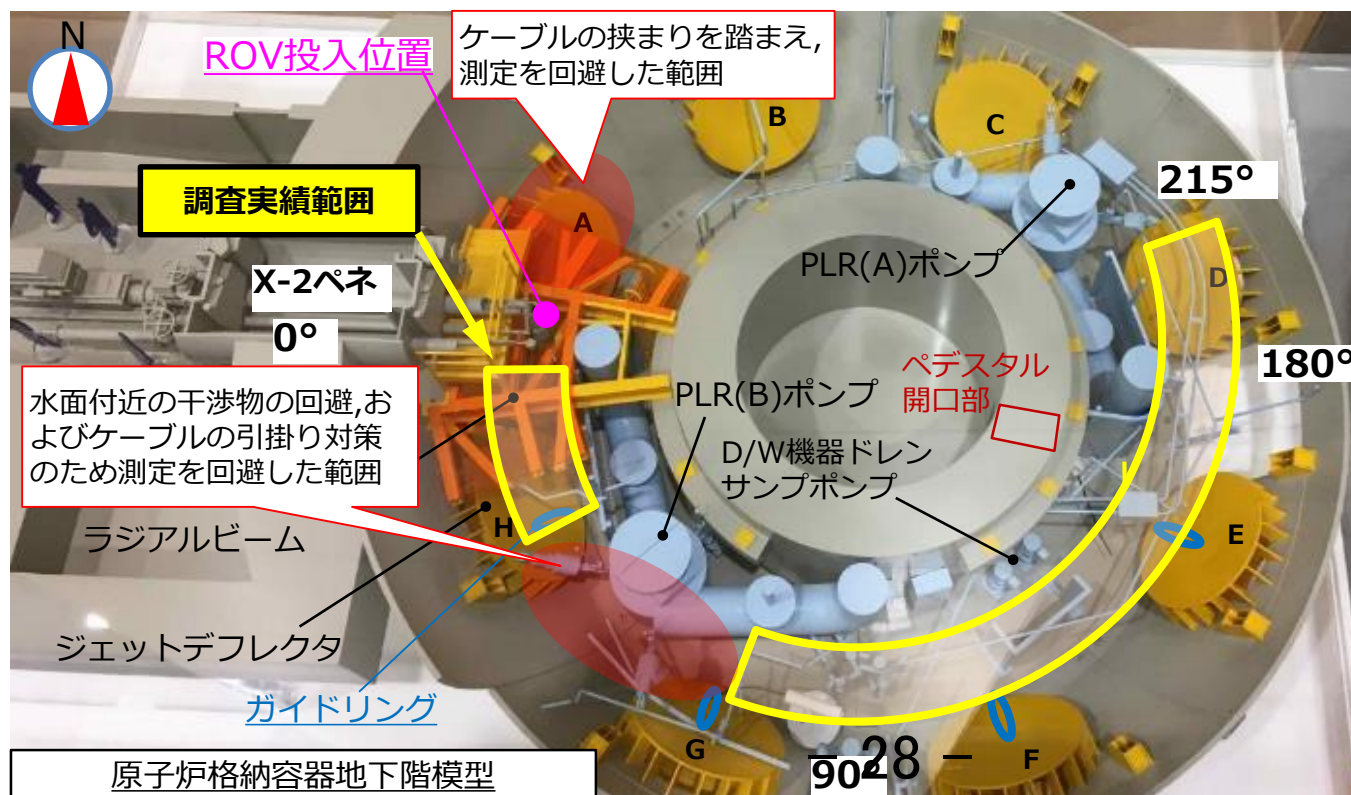 N
ROV投入位置
ケーブルの挟まりを踏まえ,
測定を回避した範囲
B
C
調査実績範囲
215°
A
PLR(A)ポンプ
D
X-2ペネ
0°
180°
ペデスタル
開口部
水面付近の干渉物の回避,お
よびケーブルの引掛り対策
のため測定を回避した範囲
PLR(B)ポンプ
D/W機器ドレン
サンプポンプ
H
E
ラジアルビーム
ジェットデフレクタ
ガイドリング
G
F
90°
- 28 -
原子炉格納容器地下階模型